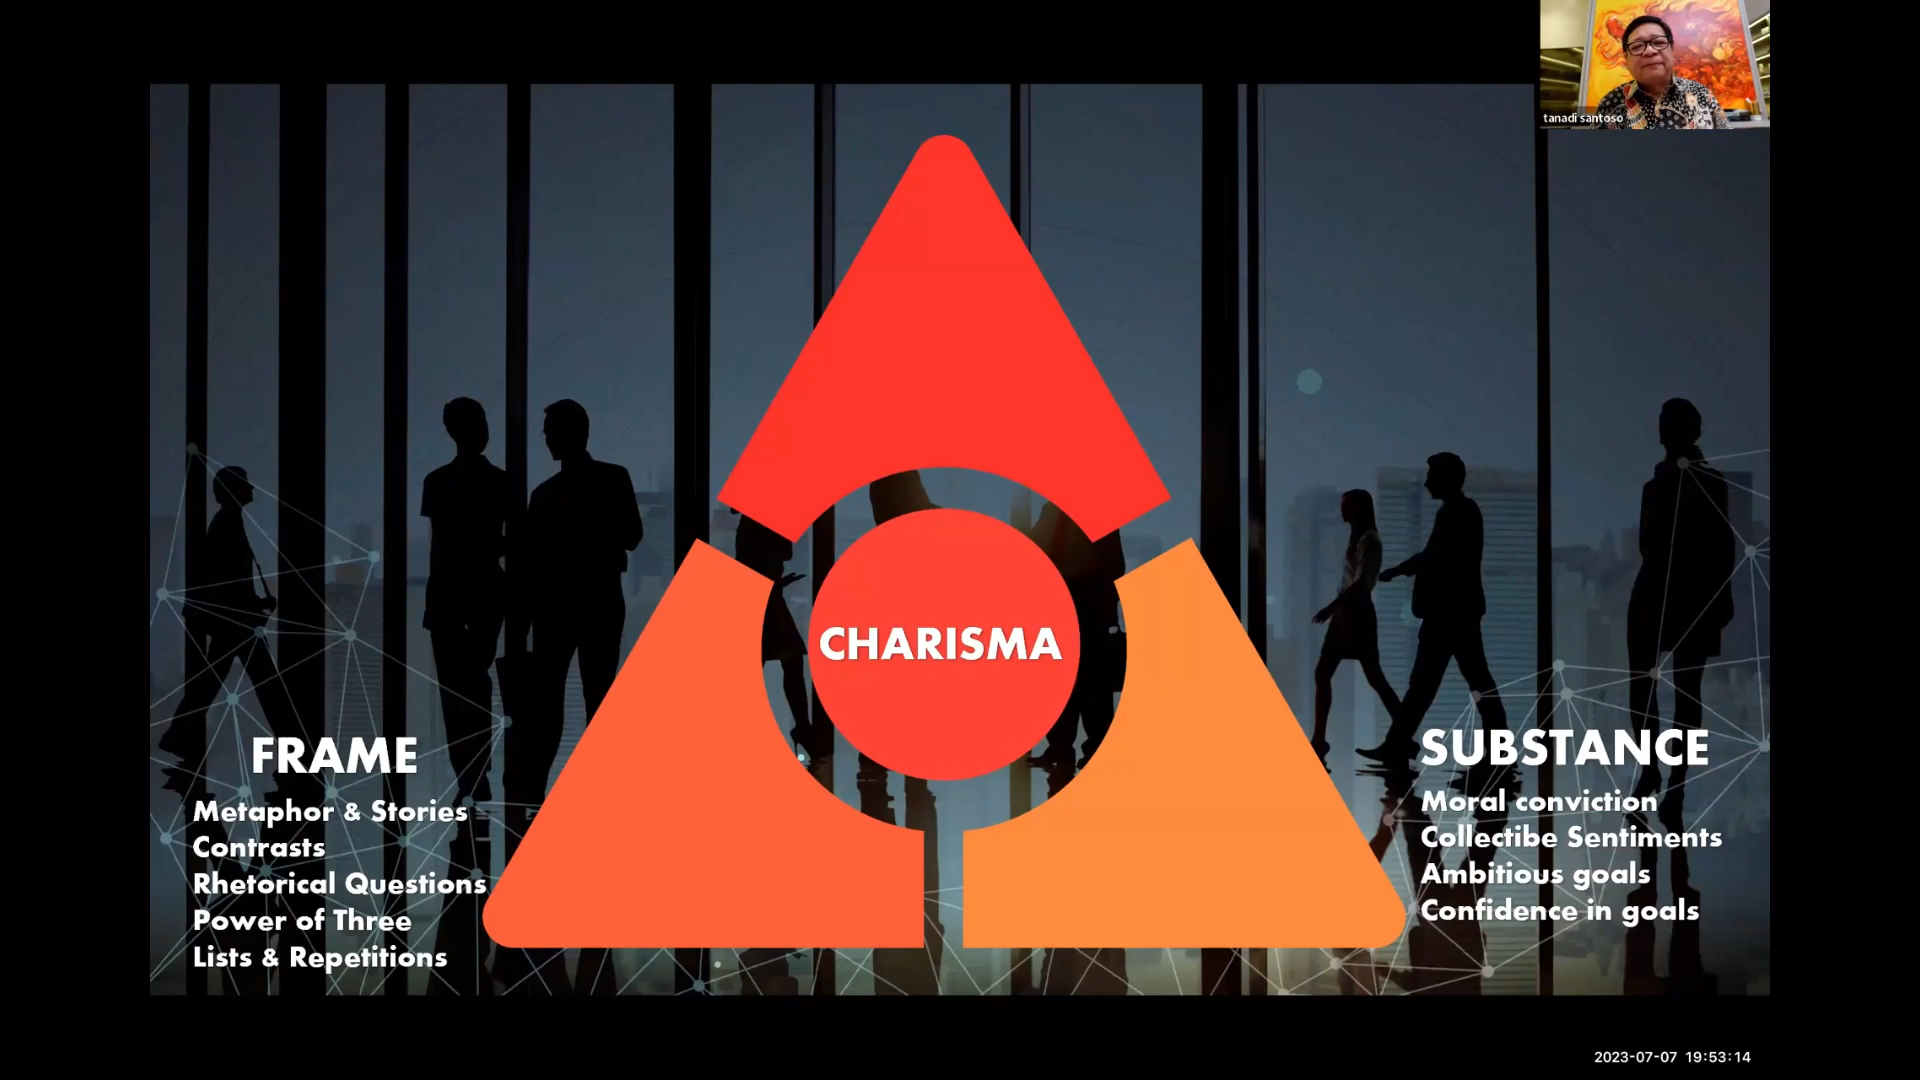 tanadi santoso
CHARISMA
FRAME
Metaphor & Stories
Contrasts
Rhetorical Questions
Power of Three
Lists & Repetitions
SUBSTANCE
Moral conviction
Collectibe Sentiments
Ambitious goals
Confidence in goals
2023-07-07 19:53:14